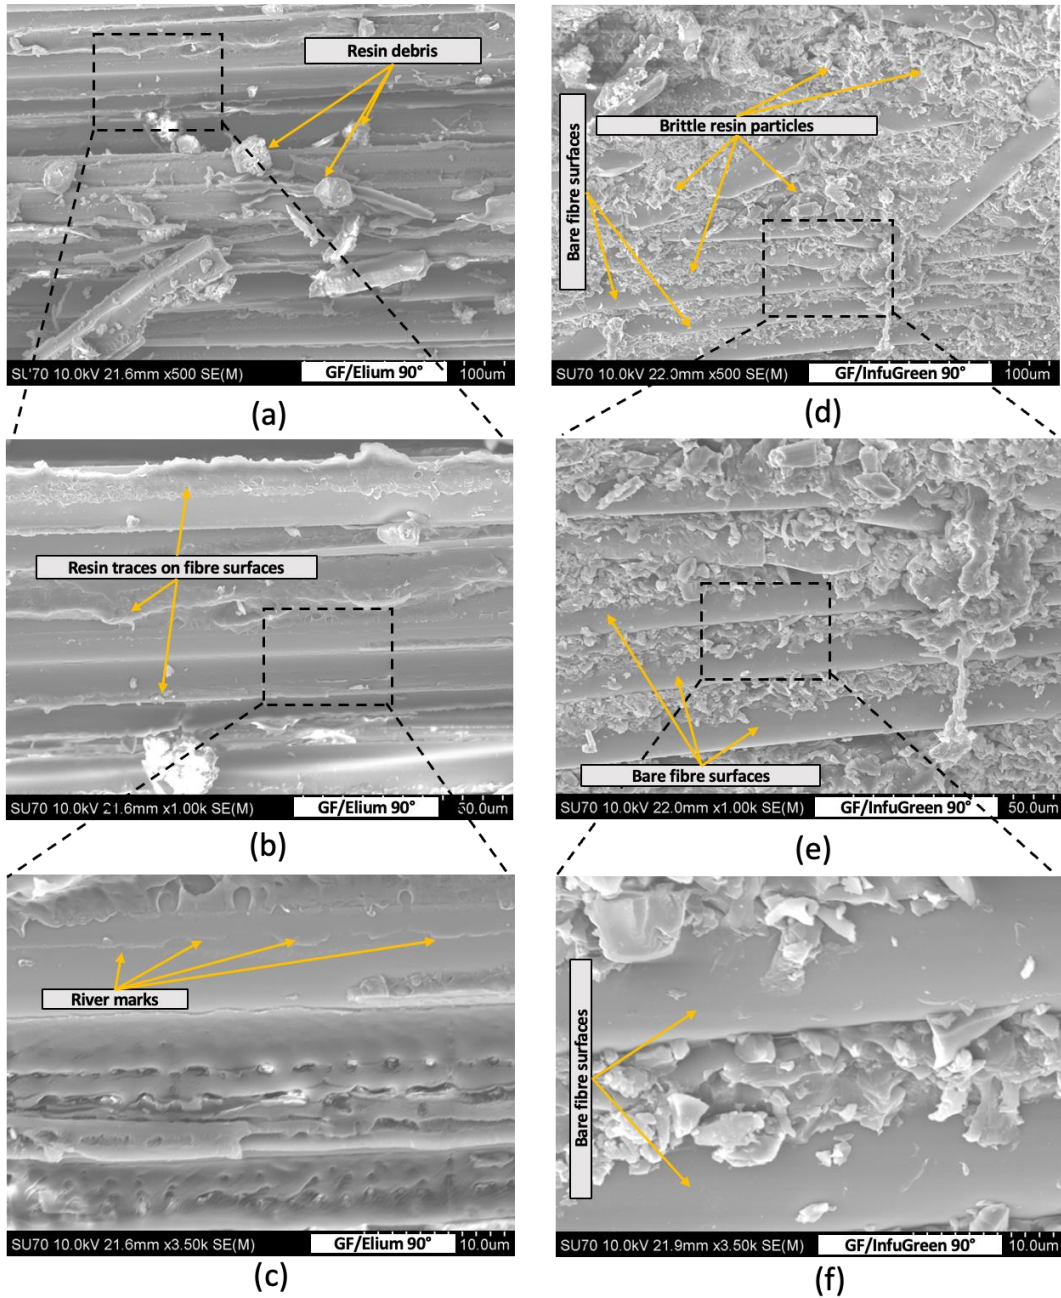 Resin debris
SU'70 10.0kV 21.6mm x500 SE(M)
GF/Elium 90°
100um
(a)
Brittle resin particles
Bare fibre surfaces
SU70 10.0kV 22.0mm x500 SE(M)
GF/InfuGreen 90°
100um
(d)
Resin traces on fibre surfaces
SU70 10.0kV 21.6mm x1.00k SE(M)
GF/Elium 90°
50.0um
(b)
Bare fibre surfaces
SU70 10.0kV 22.0mm x1.00k SE(M)
GF/InfuGreen 90°
50.0um
(e)
River marks
SU70 10.0kV 21.6mm x3.50k SE(M)
GF/Elium 90°
10.0um
(c)
Bare fibre surfaces
SU70 10.0kV 21.9mm x3.50k SE(M)
GF/InfuGreen 90°
10.0um
(f)